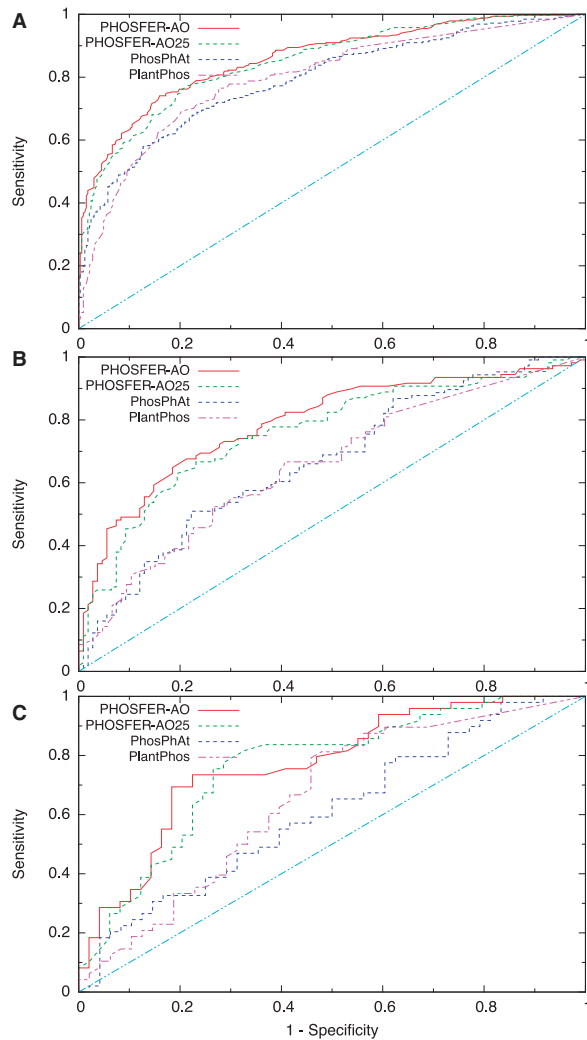 A
PHOSFER-AO
PHOSFER-AO25
PhosPhAt
PlantPhos
1
0.8
0.6
0.4
0.2
0
Sensitivity
0 0.2 0.4 0.6 0.8 1
B
PHOSFER-AO
PHOSFER-AO25
PhosPhAt
PlantPhos
1
0.8
0.6
0.4
0.2
0
Sensitivity
0 0.2 0.4 0.6 0.8 1
C
PHOSFER-AO
PHOSFER-AO25
PhosPhAt
PlantPhos
1
0.8
0.6
0.4
0.2
0
Sensitivity
0 0.2 0.4 0.6 0.8 1
1 - Specificity